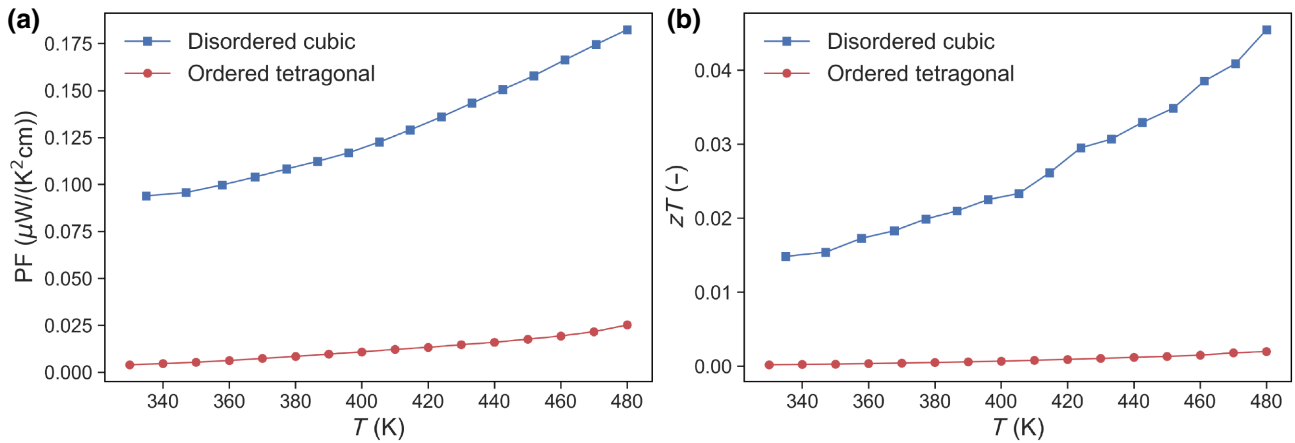 (a)
PF (μW/(K²cm))
0.175
0.150
0.125
0.100
0.075
0.050
0.025
0.000
Disordered cubic
Ordered tetragonal
340 360 380 400 420 440 460 480
T (K)
(b)
zT (−)
0.04
0.03
0.02
0.01
0.00
Disordered cubic
Ordered tetragonal
340 360 380 400 420 440 460 480
T (K)